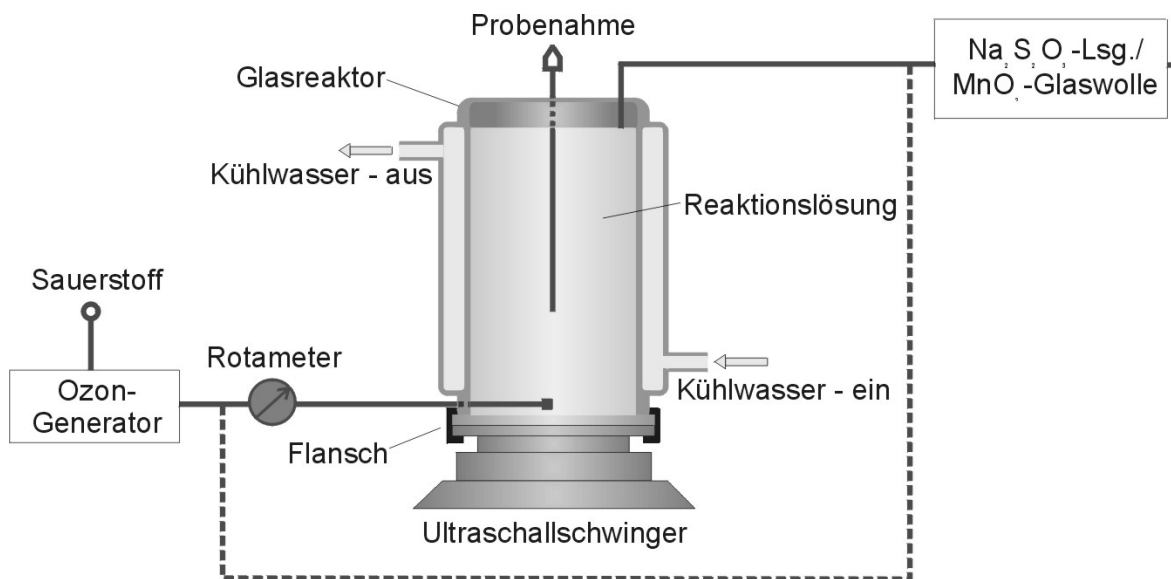 Probenahme
Na₂S₂O₃-Lsg./
MnO₂-Glaswolle
Glasreaktor
Kühlwasser - aus
Reaktionslösung
Sauerstoff
Rotameter
Ozon-
Generator
Kühlwasser - ein
Flansch
Ultraschallschwinger